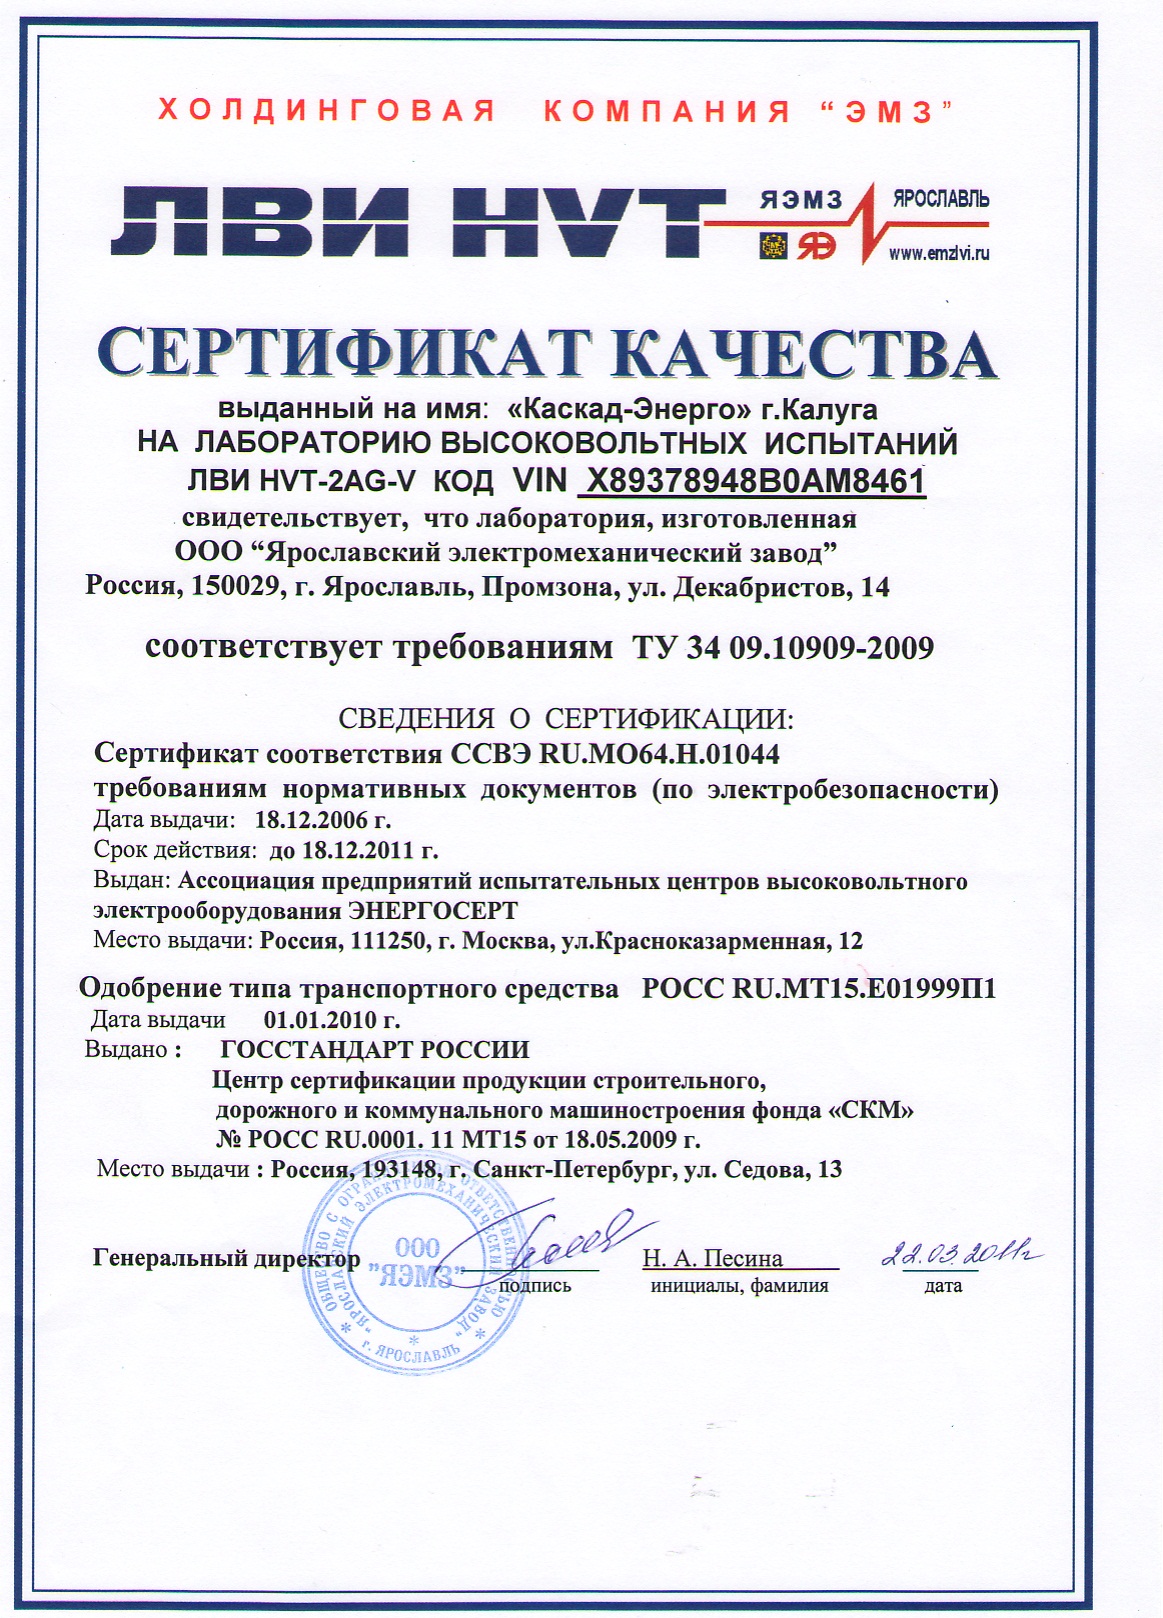 ХОЛДИНГОВАЯ КОМПАНИЯ “ЭМЗ”
ЛВИ HVT
ЯЭМЗ
ЯРОСЛАВЛЬ
ЯЭ
www.emzlvi.ru
СЕРТИФИКАТ КАЧЕСТВА
выданный на имя: «Каскад-Энерго» г.Калуга
НА ЛАБОРАТОРИЮ ВЫСОКОВОЛЬТНЫХ ИСПЫТАНИЙ
ЛВИ HVT-2AG-V КОД VIN X89378948B0AM8461
свидетельствует, что лаборатория, изготовленная
ООО “Ярославский электромеханический завод”
Россия, 150029, г. Ярославль, Промзона, ул. Декабристов, 14
соответствует требованиям ТУ 34 09.10909-2009
СВЕДЕНИЯ О СЕРТИФИКАЦИИ:
Сертификат соответствия ССВЭ RU.МО64.Н.01044
требованиям нормативных документов (по электробезопасности)
Дата выдачи: 18.12.2006 г.
Срок действия: до 18.12.2011 г.
Выдан: Ассоциация предприятий испытательных центров высоковольтного
электрооборудования ЭНЕРГОСЕРТ
Место выдачи: Россия, 111250, г. Москва, ул.Красноказарменная, 12
Одобрение типа транспортного средства РОСС RU.МТ15.Е01999П1
Дата выдачи 01.01.2010 г.
Выдано : ГОССТАНДАРТ РОССИИ
Центр сертификации продукции строительного,
дорожного и коммунального машиностроения фонда «СКМ»
№ РОСС RU.0001. 11 МТ15 от 18.05.2009 г.
Место выдачи : Россия, 193148, г. Санкт-Петербург, ул. Седова, 13
Генеральный директор
Н. А. Песина
22.03.2011г
подпись
инициалы, фамилия
дата
ОБЩЕСТВО С ОГРАНИЧЕННОЙ ОТВЕТСТВЕННОСТЬЮ
"ЯРОСЛАВСКИЙ ЭЛЕКТРОМЕХАНИЧЕСКИЙ ЗАВОД"
ООО
"ЯЭМЗ"
* г. ЯРОСЛАВЛЬ *